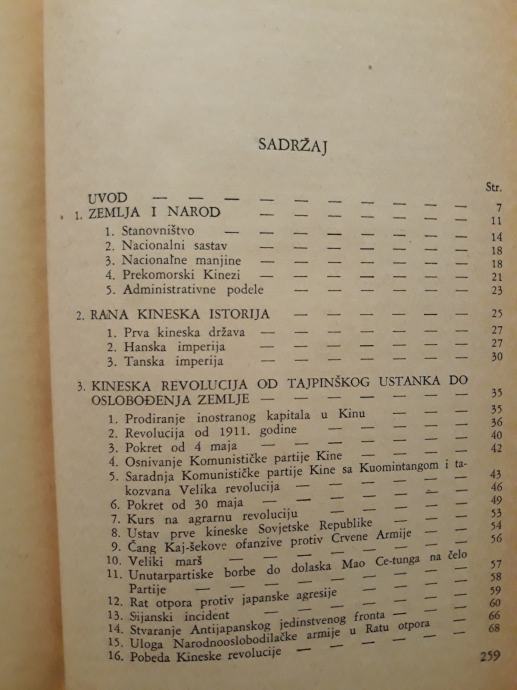 SADRŽAJ
Str.
UVOD — — — — — — — — — 7
1. ZEMLJA I NAROD — — — — — — 11
1. Stanovništvo — — — — — — — 14
2. Nacionalni sastav — — — — — — 18
3. Nacionalne manjine — — — — — — 18
4. Prekomorski Kinezi — — — — — — 21
5. Administrativne podele — — — — — 23
2. RANA KINESKA ISTORIJA — — — — — 25
1. Prva kineska država — — — — — — 27
2. Hanska imperija — — — — — — 27
3. Tanska imperija — — — — — — 30
3. KINESKA REVOLUCIJA OD TAJPINŠKOG USTANKA DO
OSLOBOĐENJA ZEMLJE — — — — — — 35
1. Prodiranje inostranog kapitala u Kinu — — — 35
2. Revolucija od 1911. godine — — — — — 36
3. Pokret od 4 maja — — — — — — 40
4. Osnivanje Komunističke partije Kine — — — 42
5. Saradnja Komunističke partije Kine sa Kuomintangom i ta-
kozvana Velika revolucija — — — — — 43
6. Pokret od 30 maja — — — — — — 46
7. Kurs na agrarnu revoluciju — — — — — 49
8. Ustav prve kineske Sovjetske Republike — — — 53
9. Čang Kaj-šekove ofanzive protiv Crvene Armije — — 54
10. Veliki marš — — — — — — — 56
11. Unutarpartiske borbe do dolaska Mao Ce-tunga na čelo
Partije — — — — — — — — 57
12. Rat otpora protiv japanske agresije — — — — 58
13. Sijanski incident — — — — — — 59
14. Stvaranje Antijapanskog jedinstvenog fronta — — — 60
15. Uloga Narodnooslobodilačke armije u Ratu otpora — — 66
16. Pobeda Kineske revolucije — — — — — 68
259